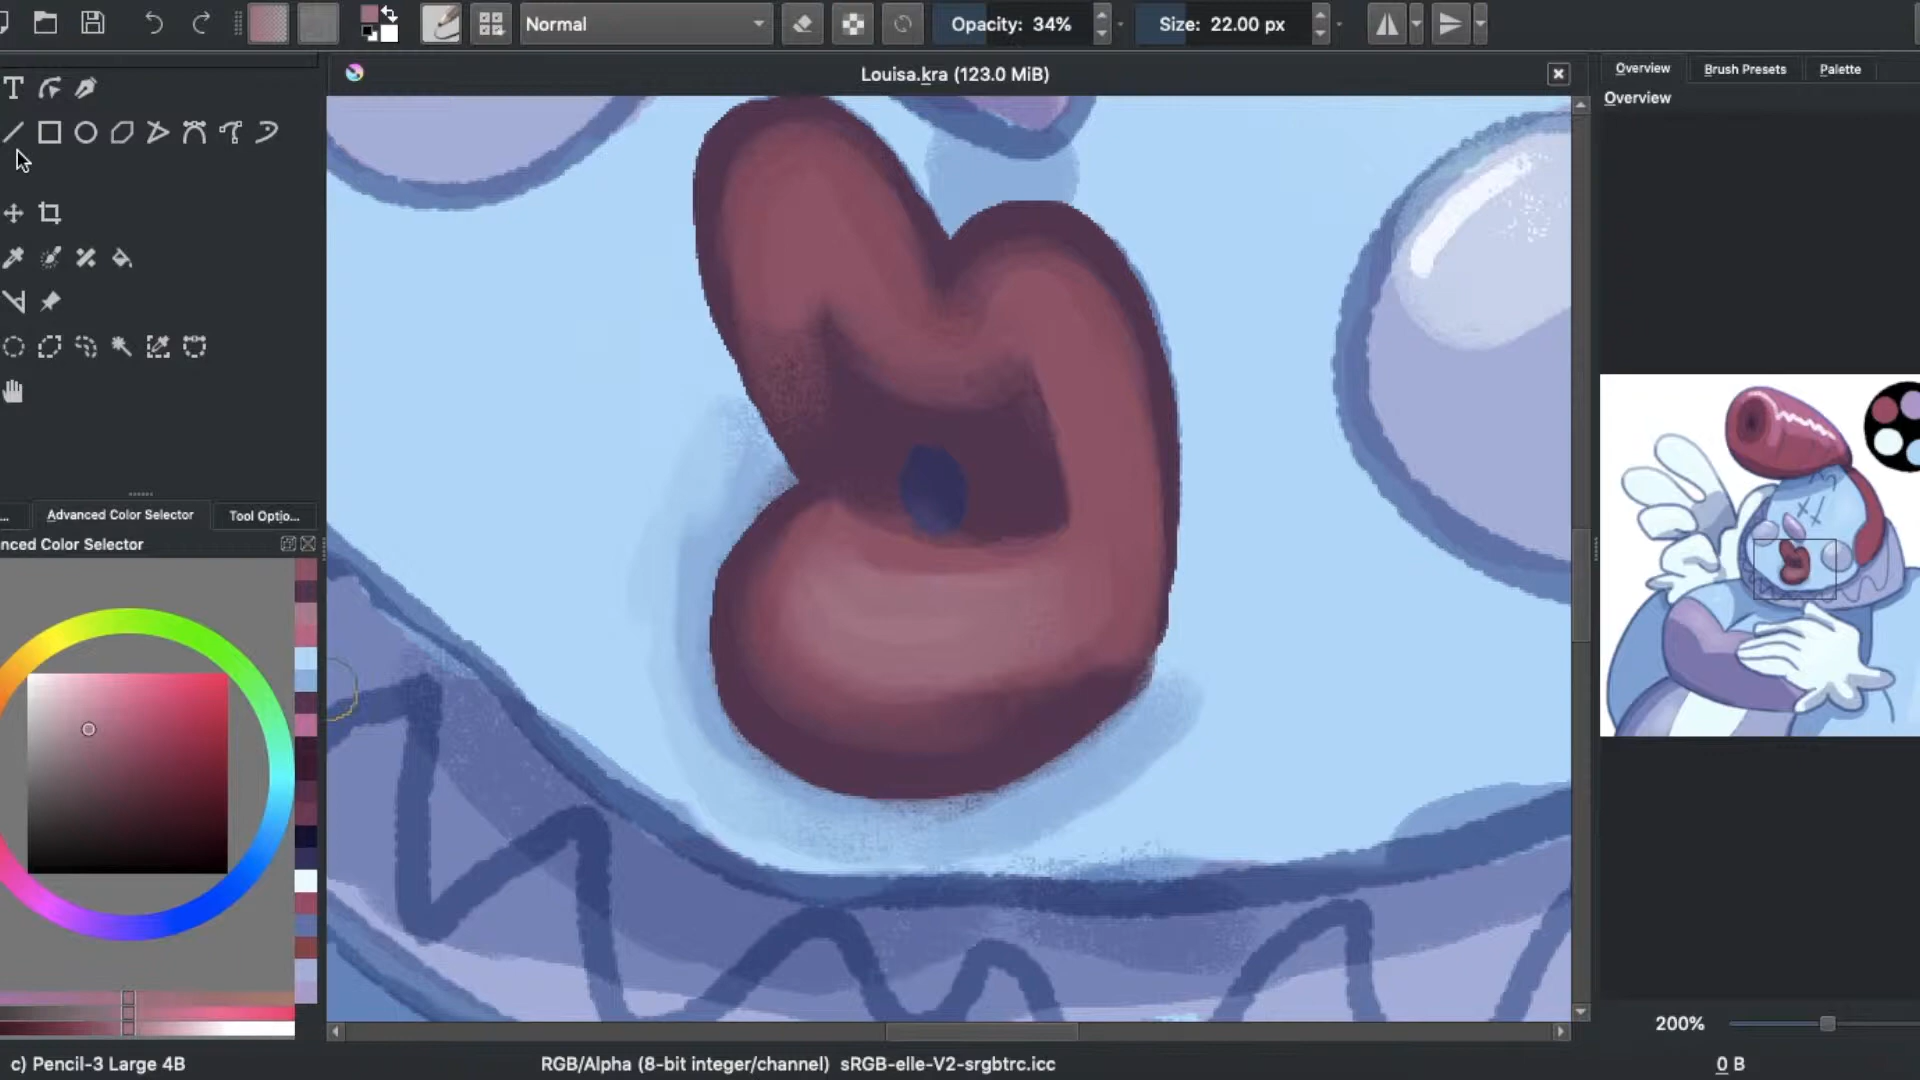 Normal
Opacity: 34%
Size: 22.00 px
Louisa.kra (123.0 MiB)
Overview
Brush Presets
Palette
Overview
...
Advanced Color Selector
Tool Optio...
nced Color Selector
200%
c) Pencil-3 Large 4B
RGB/Alpha (8-bit integer/channel) sRGB-elle-V2-srgbtrc.icc
0 B